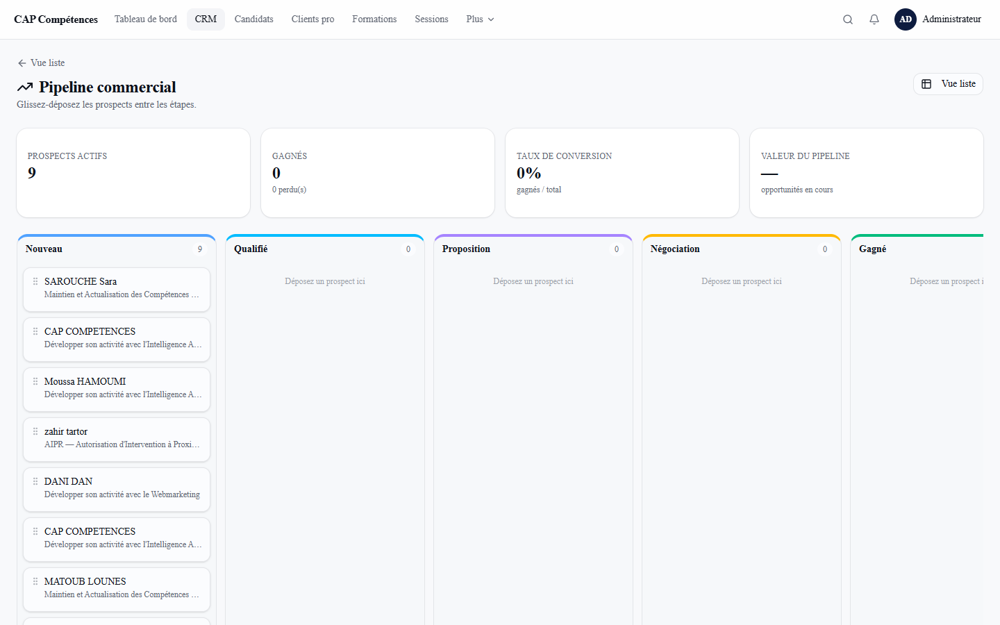 CAP Compétences Tableau de bord CRM Candidats Clients pro Formations Sessions Plus AD Administrateur
Vue liste
Pipeline commercial
Vue liste
Glissez-déposez les prospects entre les étapes.
PROSPECTS ACTIFS
9
GAGNÉS
0
0 perdu(s)
TAUX DE CONVERSION
0%
gagnés / total
VALEUR DU PIPELINE
—
opportunités en cours
Nouveau 9
SAROUCHE Sara
Maintien et Actualisation des Compétences …
CAP COMPETENCES
Développer son activité avec l'Intelligence A…
Moussa HAMOUMI
Développer son activité avec l'Intelligence A…
zahir tartor
AIPR — Autorisation d'Intervention à Proxi…
DANI DAN
Développer son activité avec le Webmarketing
CAP COMPETENCES
Développer son activité avec l'Intelligence A…
MATOUB LOUNES
Maintien et Actualisation des Compétences …
Qualifié 0
Déposez un prospect ici
Proposition 0
Déposez un prospect ici
Négociation 0
Déposez un prospect ici
Gagné
Déposez un prospect i